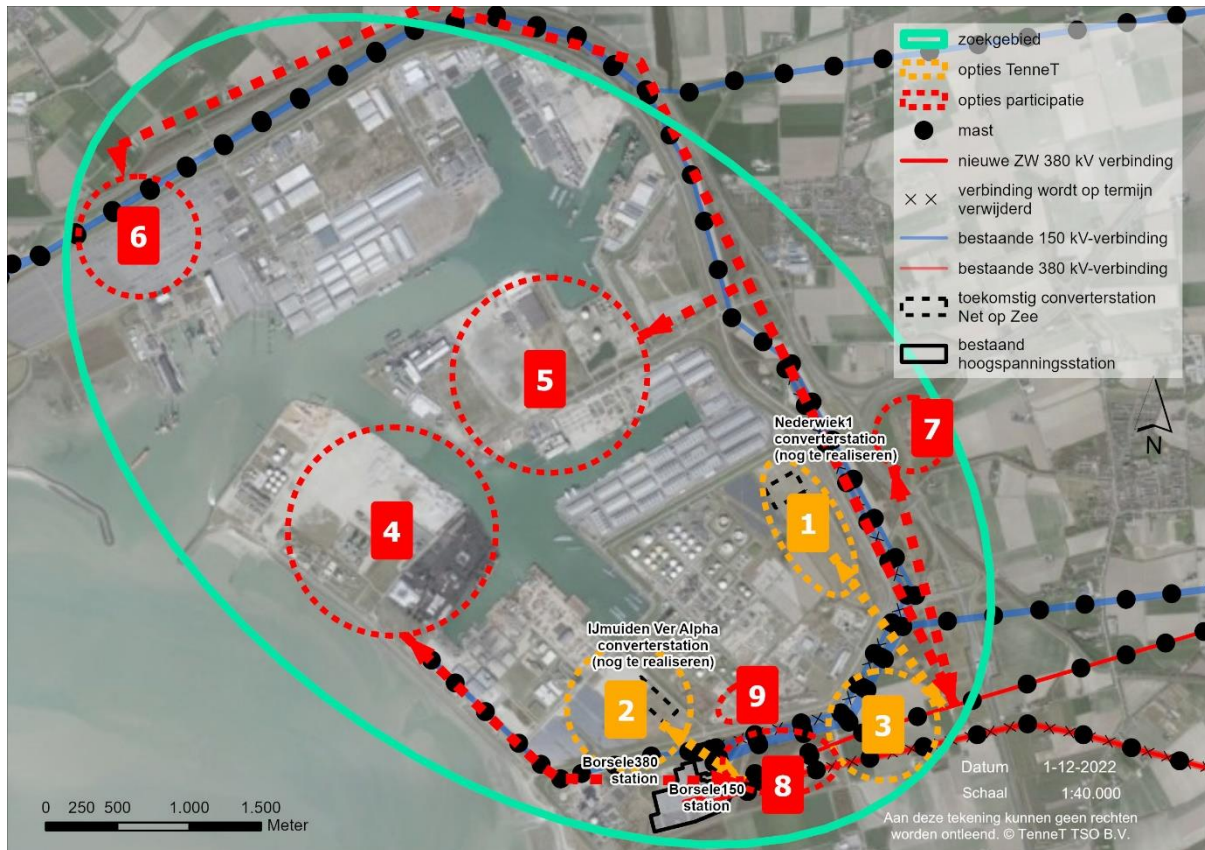 zoekgebied
opties TenneT
opties participatie
mast
nieuwe ZW 380 kV verbinding
verbinding wordt op termijn
verwijderd
bestaande 150 kV-verbinding
bestaande 380 kV-verbinding
toekomstig converterstation
Net op Zee
bestaand
hoogspanningsstation
N
6
5
7
Nederwiek1
converterstation
(nog te realiseren)
4
1
IJmuiden Ver Alpha
converterstation
(nog te realiseren)
2
9
3
Borsele380
station
8
Borsele150
station
Datum 1-12-2022
Schaal 1:40.000
Aan deze tekening kunnen geen rechten
worden ontleend. © TenneT TSO B.V.
0 250 500 1.000 1.500
Meter